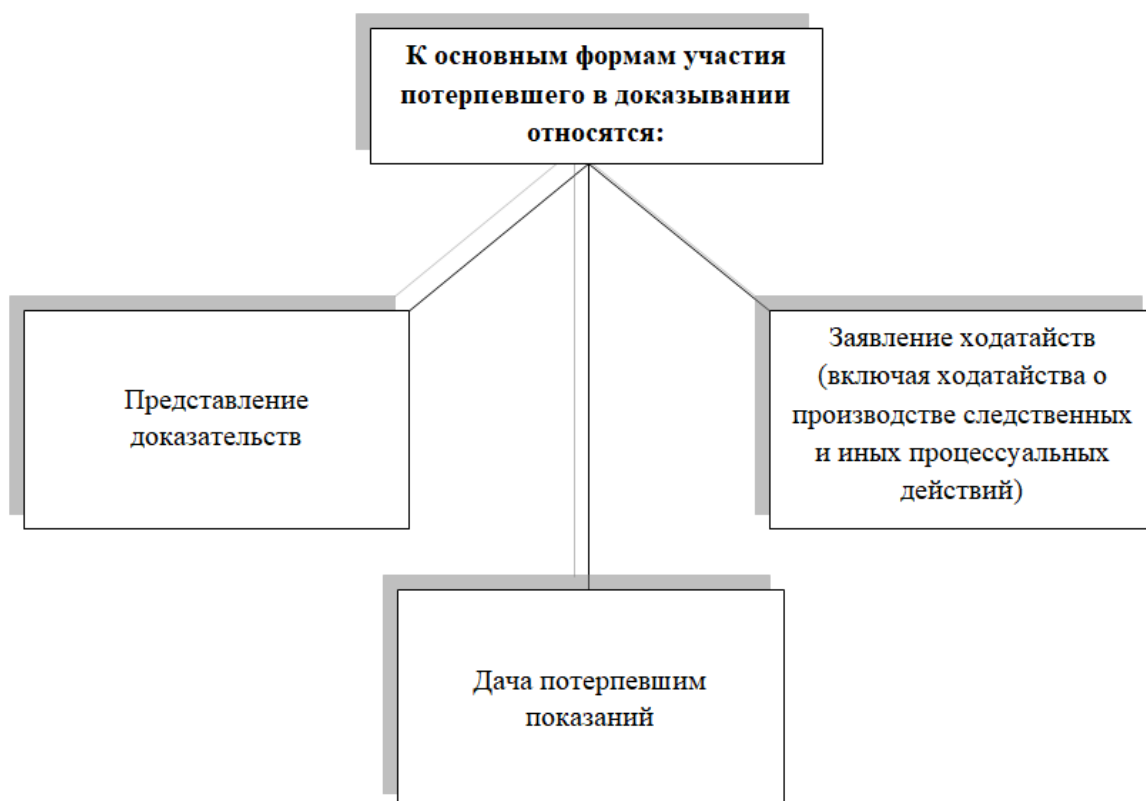 К основным формам участия
потерпевшего в доказывании
относятся:
Представление
доказательств
Заявление ходатайств
(включая ходатайства о
производстве следственных
и иных процессуальных
действий)
Дача потерпевшим
показаний